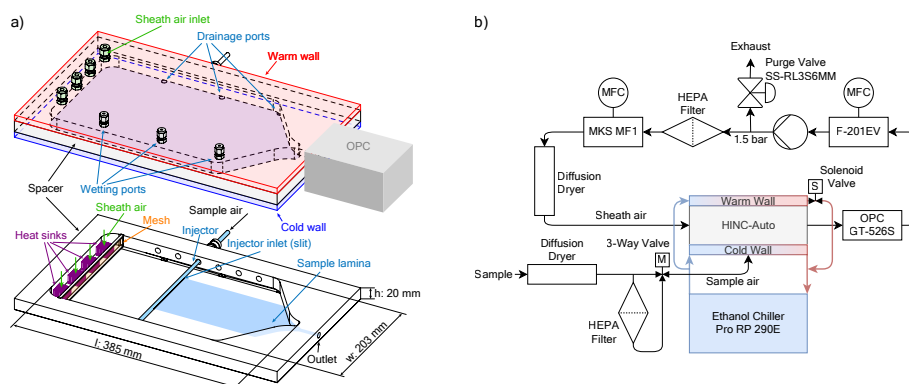 a)
Sheath air inlet
Drainage ports
Warm wall
OPC
Spacer
Wetting ports
Cold wall
Sheath air
Mesh
Heat sinks
Sample air
Injector
Injector inlet (slit)
Sample lamina
h: 20 mm
l: 385 mm
w: 203 mm
Outlet
b)
Exhaust
Purge Valve
SS-RL3S6MM
MFC
HEPA
Filter
MFC
MKS MF1
1.5 bar
F-201EV
Diffusion
Dryer
Solenoid
Valve
S
Warm Wall
Sheath air
HINC-Auto
OPC
GT-526S
Diffusion
Dryer
3-Way Valve
M
Cold Wall
Sample
Sample air
HEPA
Filter
Ethanol Chiller
Pro RP 290E